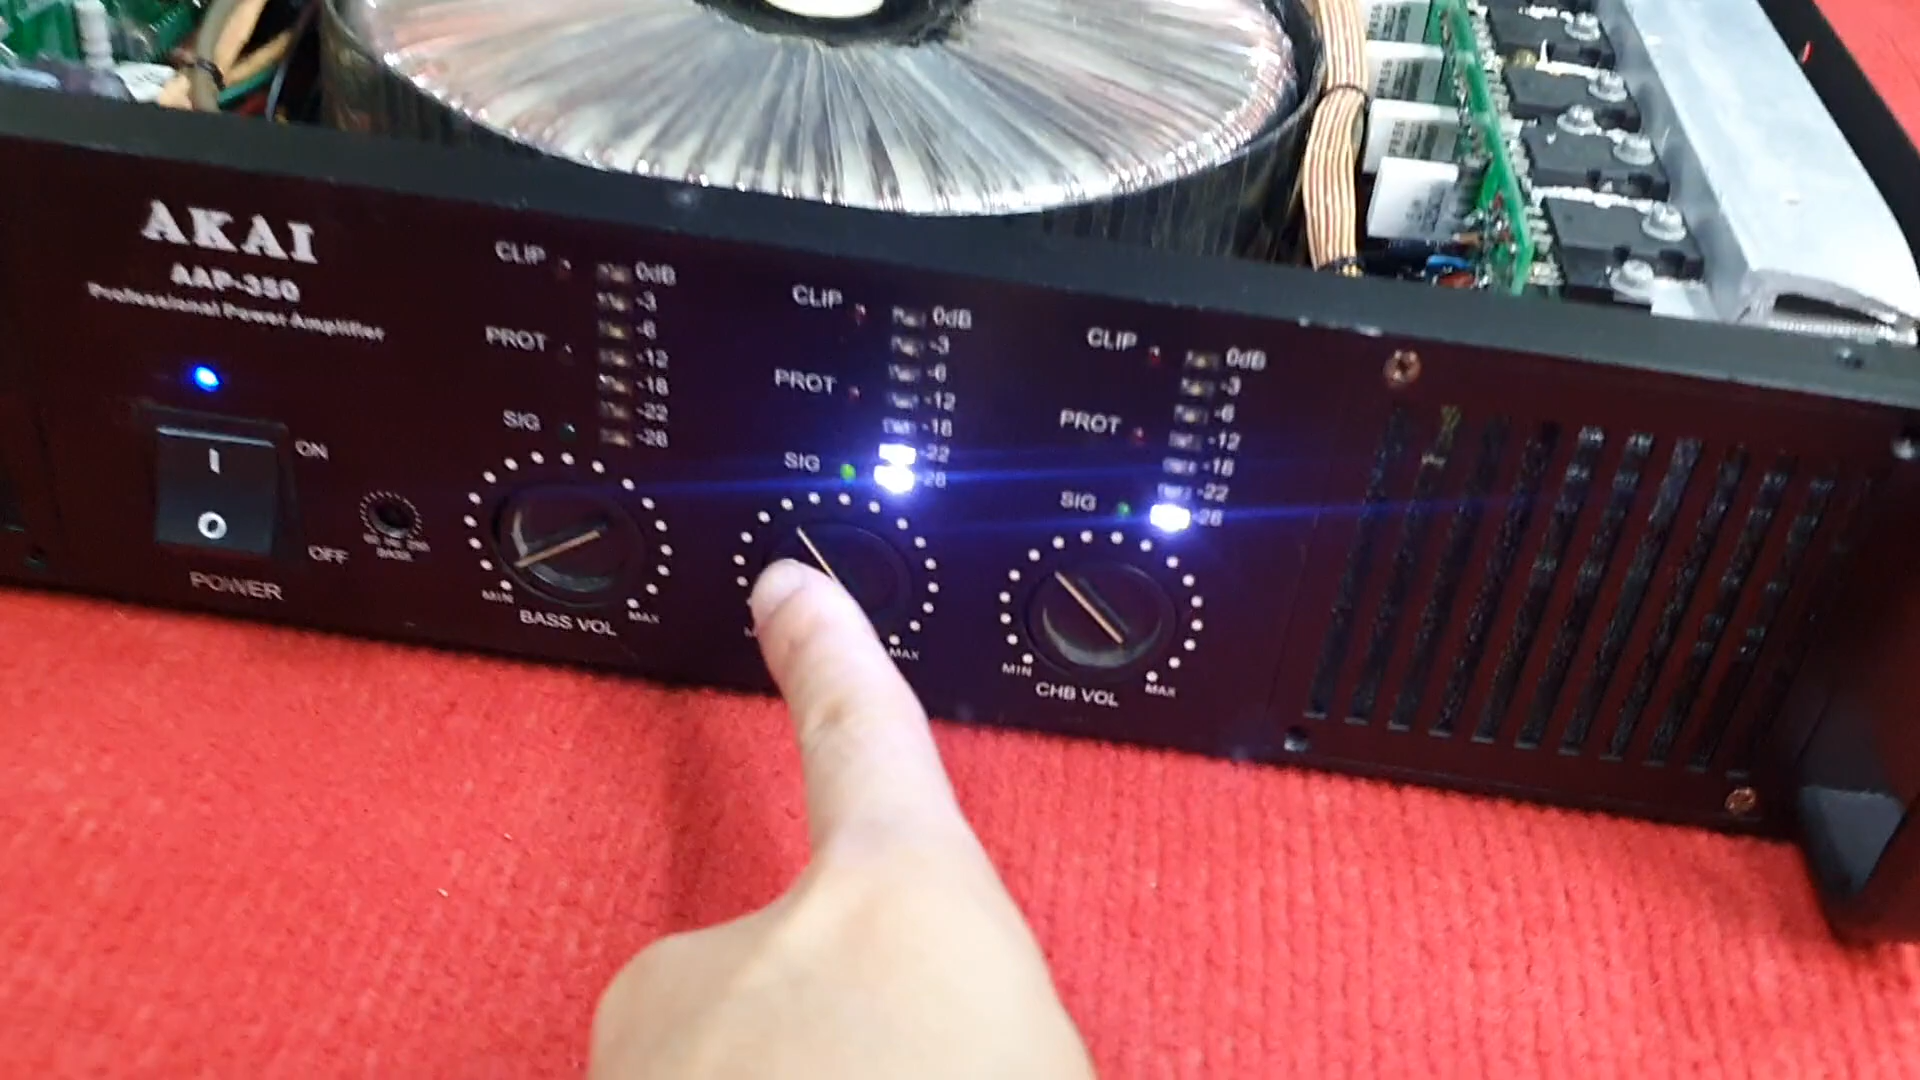 AKAI
AAP-350
Professional Power Amplifier
ON
OFF
POWER
BASS
CLIP
PROT
SIG
0dB
-3
-6
-12
-18
-22
-28
MIN
MAX
BASS VOL
CLIP
PROT
SIG
0dB
-3
-6
-12
-18
-22
-28
MAX
CLIP
PROT
SIG
0dB
-3
-6
-12
-18
-22
-28
MIN
MAX
CHB VOL